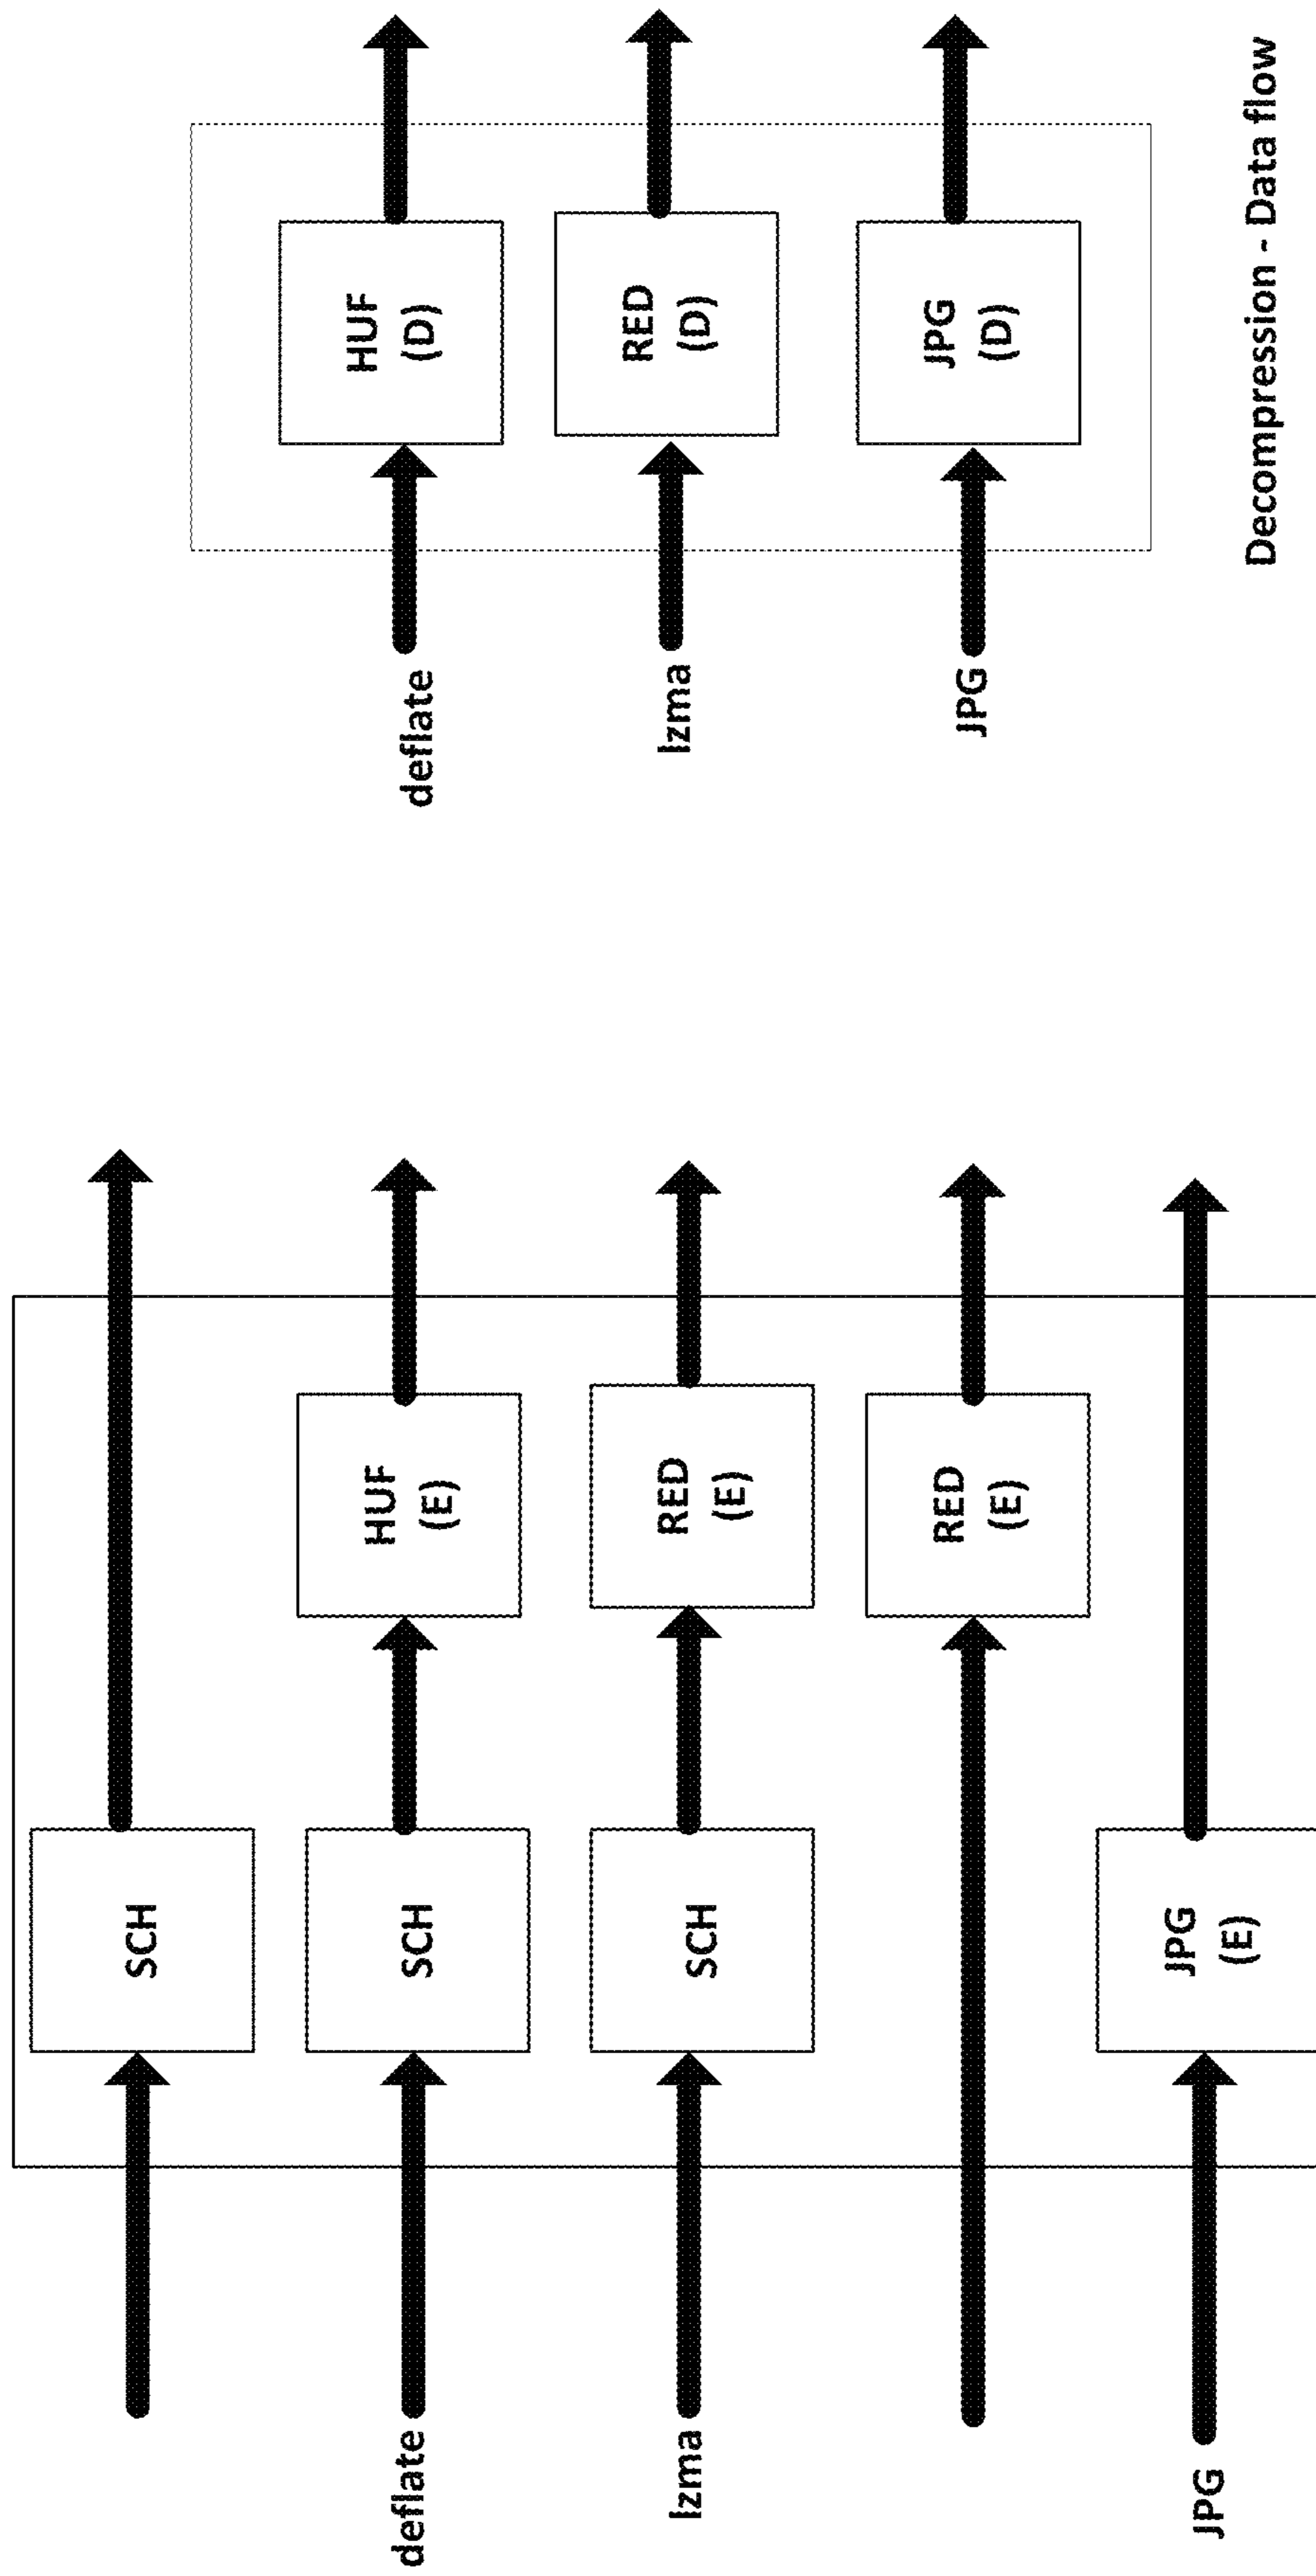 SCH
deflate
SCH
HUF
(E)
lzma
SCH
RED
(E)
RED
(E)
JPG
JPG
(E)
deflate
HUF
(D)
lzma
RED
(D)
JPG
JPG
(D)
Decompression - Data flow